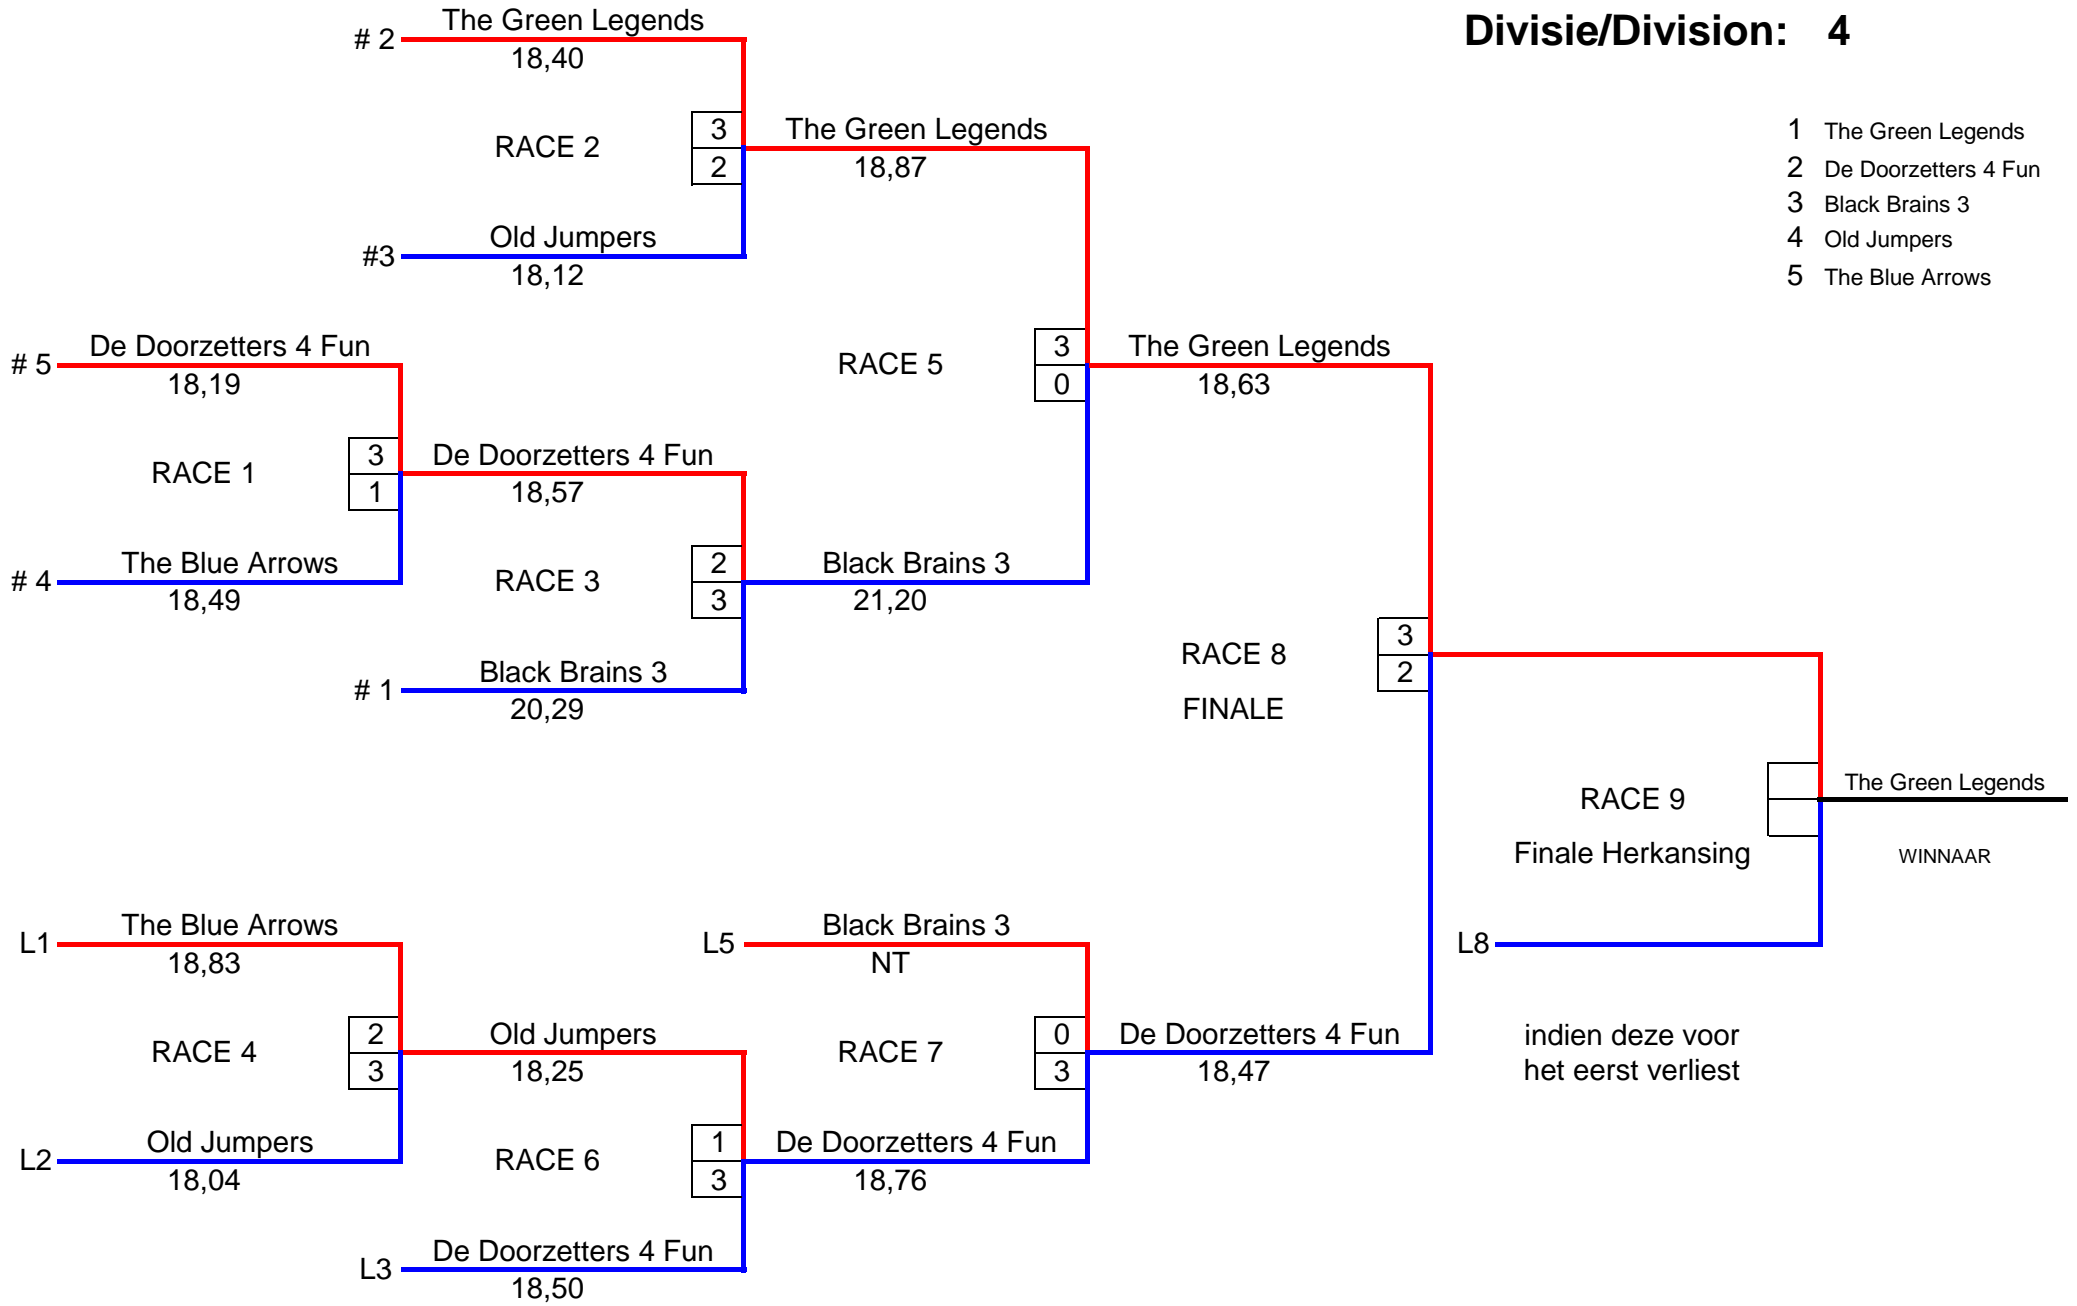 Divisie/Division: 4
1 The Green Legends
2 De Doorzetters 4 Fun
3 Black Brains 3
4 Old Jumpers
5 The Blue Arrows
The Green Legends
# 2
18,40
RACE 2
3
2
Old Jumpers
#3
18,12
The Green Legends
18,87
De Doorzetters 4 Fun
# 5
18,19
RACE 1
3
1
The Blue Arrows
# 4
18,49
De Doorzetters 4 Fun
18,57
RACE 3
2
3
Black Brains 3
# 1
20,29
Black Brains 3
21,20
RACE 5
3
0
The Green Legends
18,63
RACE 8
FINALE
3
2
RACE 9
Finale Herkansing
The Green Legends
WINNAAR
L8
indien deze voor
het eerst verliest
The Blue Arrows
L1
18,83
RACE 4
2
3
Old Jumpers
L2
18,04
Old Jumpers
18,25
RACE 6
1
3
De Doorzetters 4 Fun
L3
18,50
Black Brains 3
L5
NT
RACE 7
0
3
De Doorzetters 4 Fun
18,76
De Doorzetters 4 Fun
18,47